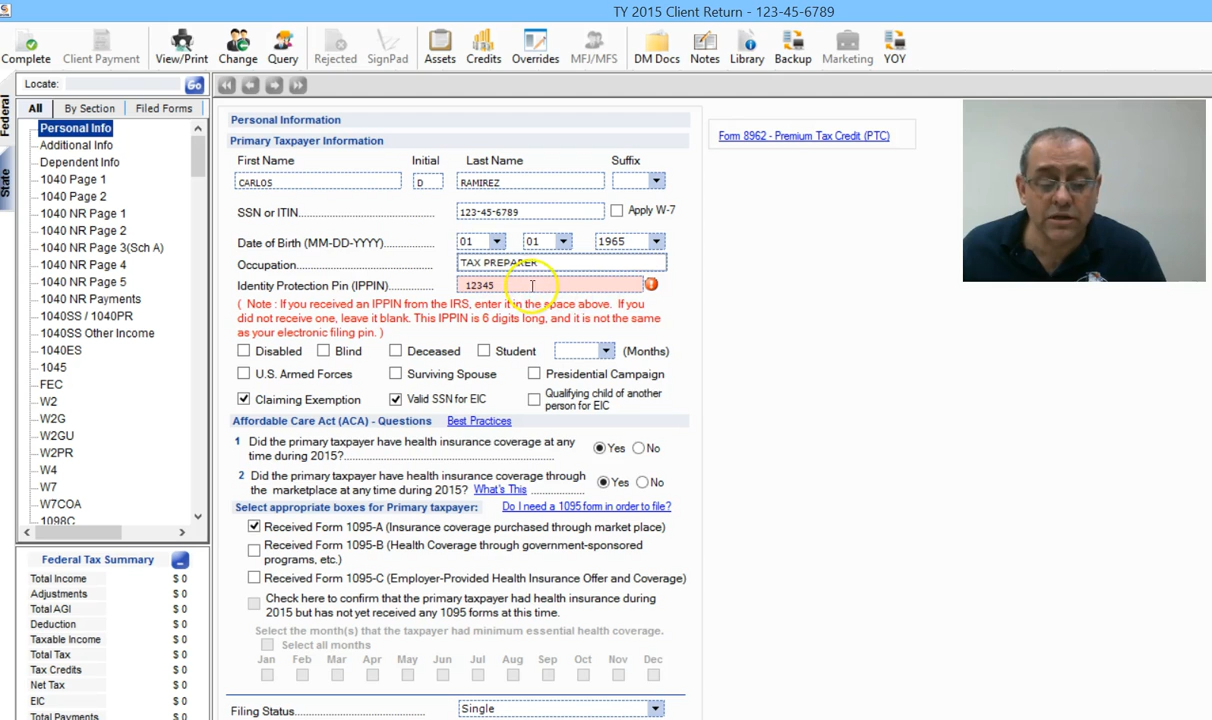 TY 2015 Client Return - 123-45-6789
Complete
Client Payment
View/Print
Change
Query
Rejected
SignPad
Assets
Credits
Overrides
MFJ/MFS
DM Docs
Notes
Library
Backup
Marketing
YOY
Locate:
Go
Federal
State
All
By Section
Filed Forms
Personal Info
Additional Info
Dependent Info
1040 Page 1
1040 Page 2
1040 NR Page 1
1040 NR Page 2
1040 NR Page 3(Sch A)
1040 NR Page 4
1040 NR Page 5
1040 NR Payments
1040SS / 1040PR
1040SS Other Income
1040ES
1045
FEC
W2
W2G
W2GU
W2PR
W4
W7
W7COA
1098C
Federal Tax Summary
Total Income $ 0
Adjustments $ 0
Total AGI $ 0
Deduction $ 0
Taxable Income $ 0
Total Tax $ 0
Tax Credits $ 0
Net Tax $ 0
EIC $ 0
Total Payments $ 0
Personal Information
Primary Taxpayer Information
First Name Initial Last Name Suffix
CARLOS D RAMIREZ
SSN or ITIN................................... 123-45-6789 Apply W-7
Date of Birth (MM-DD-YYYY)................ 01 01 1965
Occupation.................................... TAX PREPARER
Identity Protection Pin (IPPIN)............... 12345
( Note : If you received an IPPIN from the IRS, enter it in the space above. If you
did not receive one, leave it blank. This IPPIN is 6 digits long, and it is not the same
as your electronic filing pin. )
Disabled Blind Deceased Student (Months)
U.S. Armed Forces Surviving Spouse Presidential Campaign
Claiming Exemption Valid SSN for EIC Qualifying child of another
person for EIC
Affordable Care Act (ACA) - Questions Best Practices
1 Did the primary taxpayer have health insurance coverage at any
time during 2015?..................................................... Yes No
2 Did the primary taxpayer have health insurance coverage through
the marketplace at any time during 2015? What's This .................. Yes No
Select appropriate boxes for Primary taxpayer: Do I need a 1095 form in order to file?
Received Form 1095-A (Insurance coverage purchased through market place)
Received Form 1095-B (Health Coverage through government-sponsored
programs, etc.)
Received Form 1095-C (Employer-Provided Health Insurance Offer and Coverage)
Check here to confirm that the primary taxpayer had health insurance during
2015 but has not yet received any 1095 forms at this time.
Select the month(s) that the taxpayer had minimum essential health coverage.
Select all months
Jan Feb Mar Apr May Jun Jul Aug Sep Oct Nov Dec
Filing Status................................... Single
Form 8962 - Premium Tax Credit (PTC)